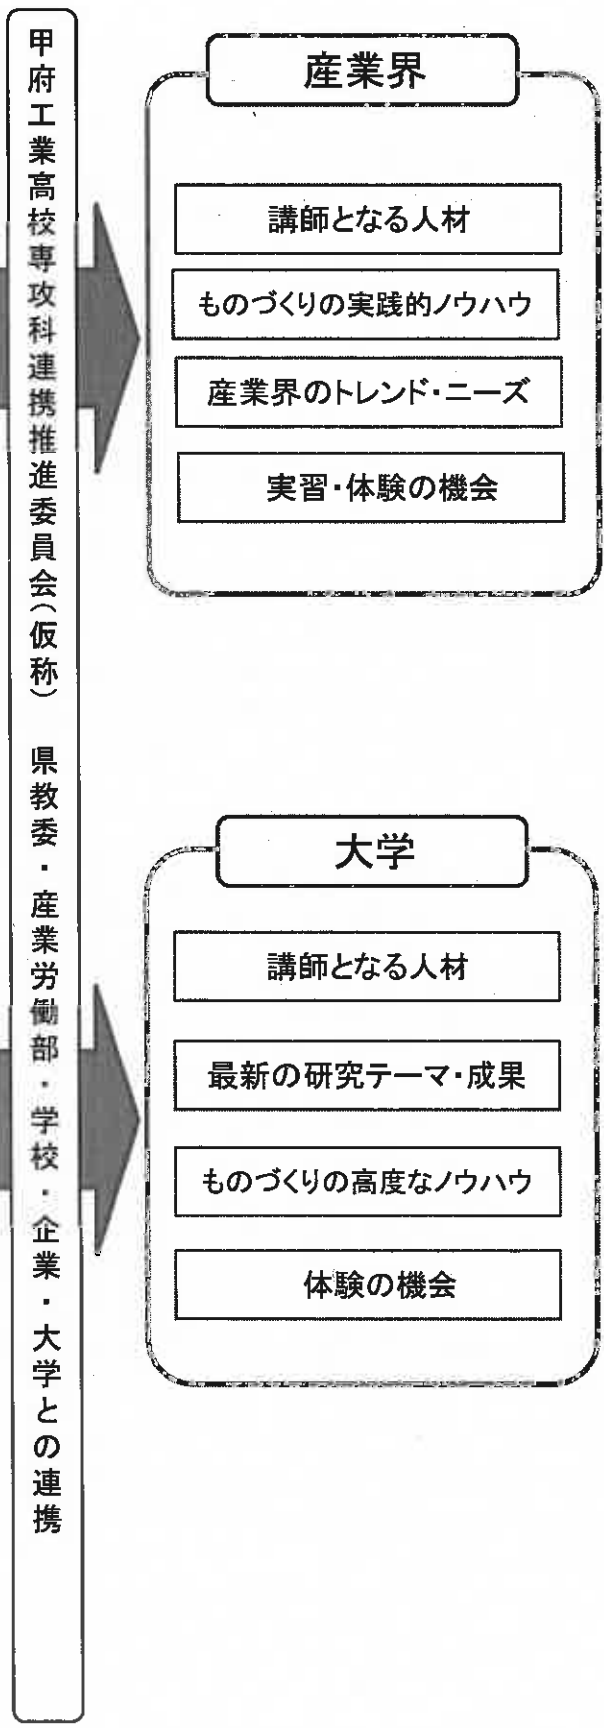 甲府工業高校専攻科連携推進委員会(仮称) 県教委・産業労働部・学校・企業・大学との連携
産業界
講師となる人材
ものづくりの実践的ノウハウ
産業界のトレンド・ニーズ
実習・体験の機会
大学
講師となる人材
最新の研究テーマ・成果
ものづくりの高度なノウハウ
体験の機会